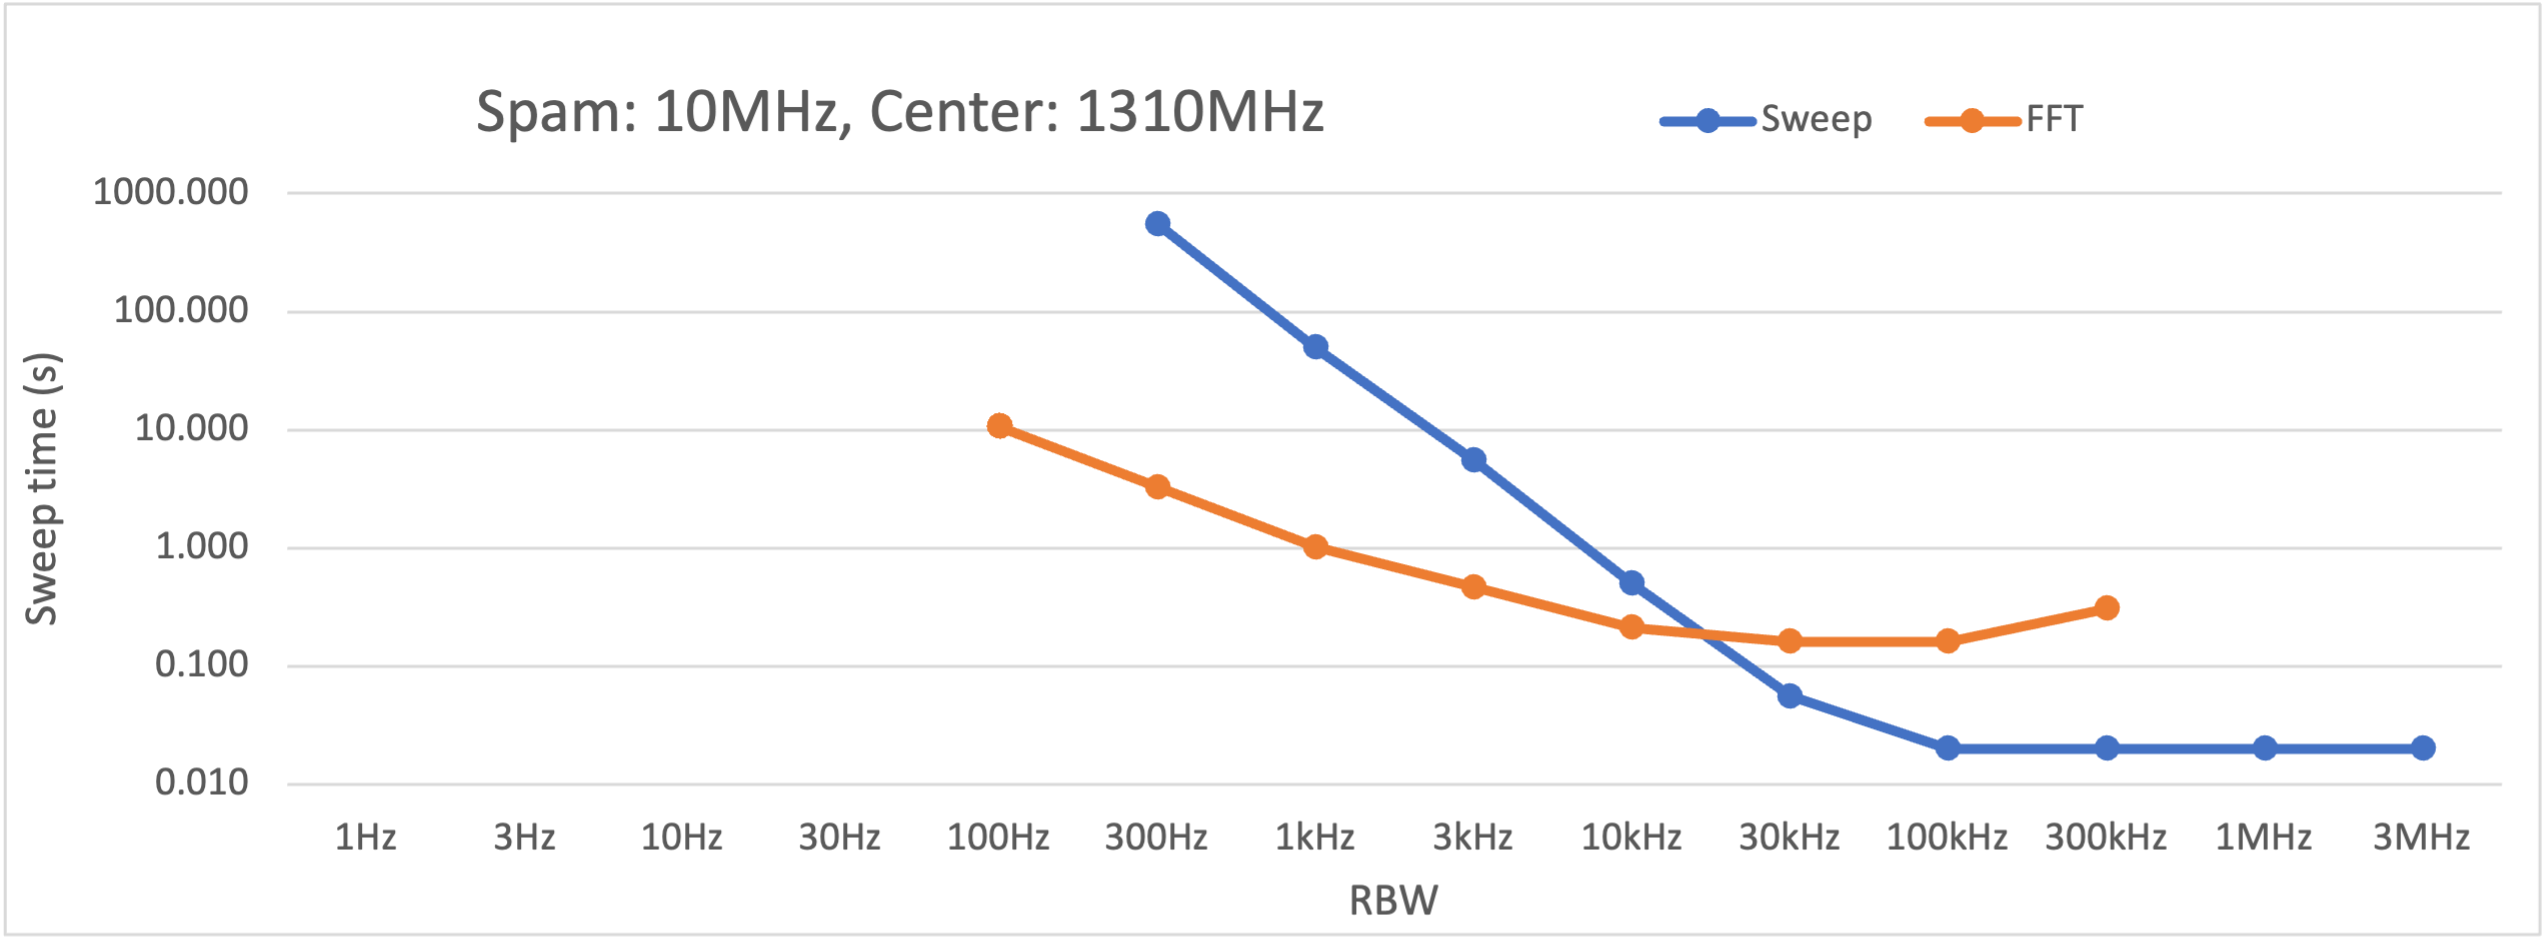 Spam: 10MHz, Center: 1310MHz
Sweep
FFT
1000.000
100.000
10.000
1.000
0.100
0.010
Sweep time (s)
1Hz 3Hz 10Hz 30Hz 100Hz 300Hz 1kHz 3kHz 10kHz 30kHz 100kHz 300kHz 1MHz 3MHz
RBW